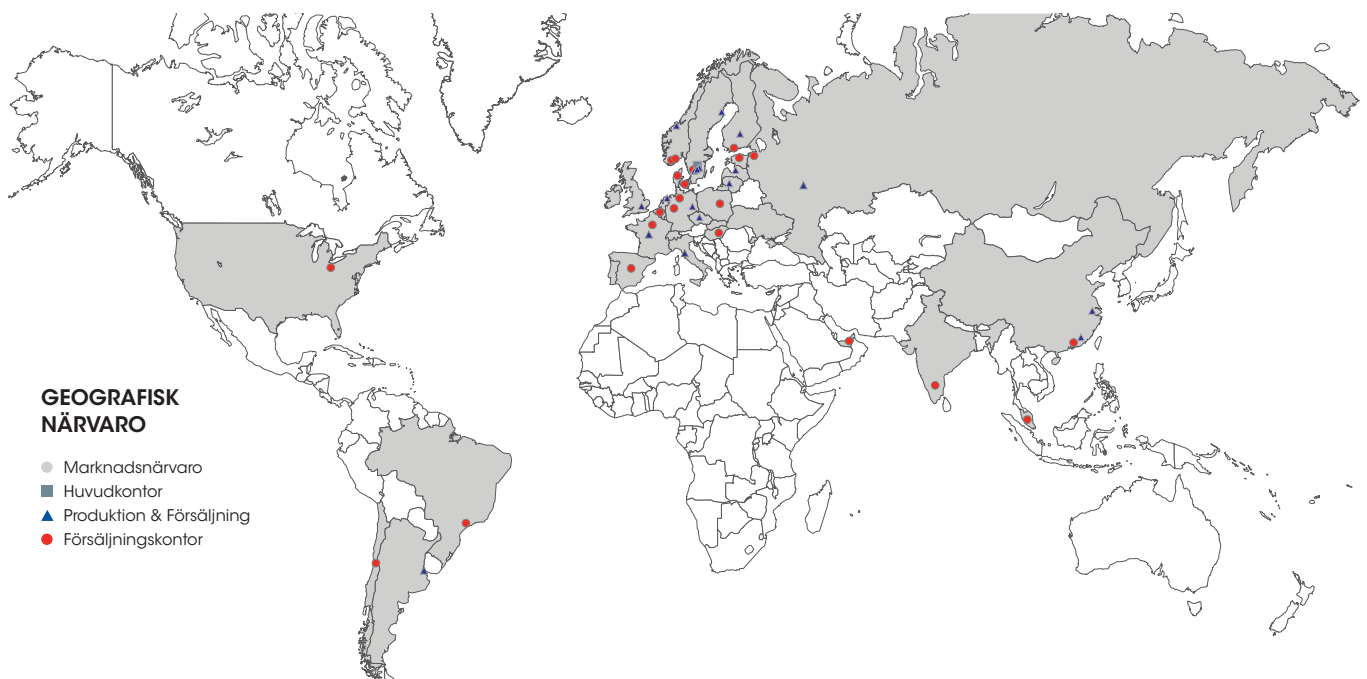 GEOGRAFISK
NÄRVARO
Marknadsnärvaro
Huvudkontor
Produktion & Försäljning
Försäljningskontor